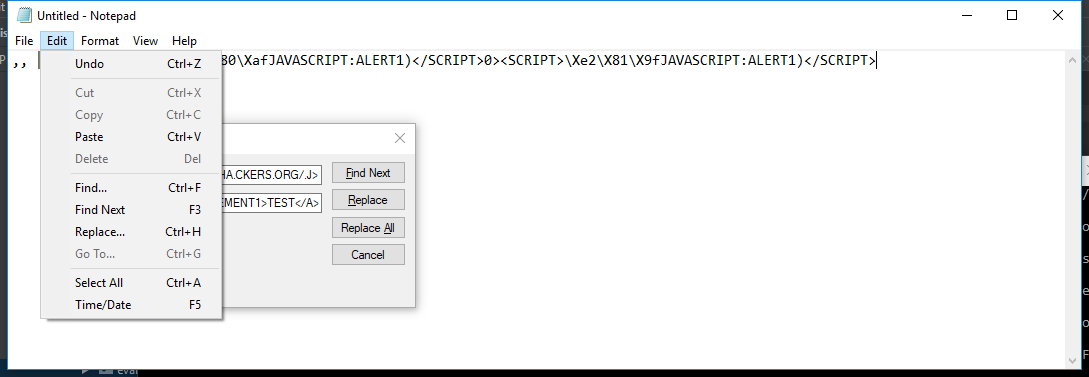 Untitled - Notepad
File Edit Format View Help
,, 80\XafJAVASCRIPT:ALERT1)</SCRIPT>0><SCRIPT>\Xe2\X81\X9fJAVASCRIPT:ALERT1)</SCRIPT>
Undo Ctrl+Z
Cut Ctrl+X
Copy Ctrl+C
Paste Ctrl+V
Delete Del
Find... Ctrl+F
Find Next F3
Replace... Ctrl+H
Go To... Ctrl+G
Select All Ctrl+A
Time/Date F5
HA.CKERS.ORG/.J> Find Next
EMENT1>TEST</A> Replace
Replace All
Cancel
eval